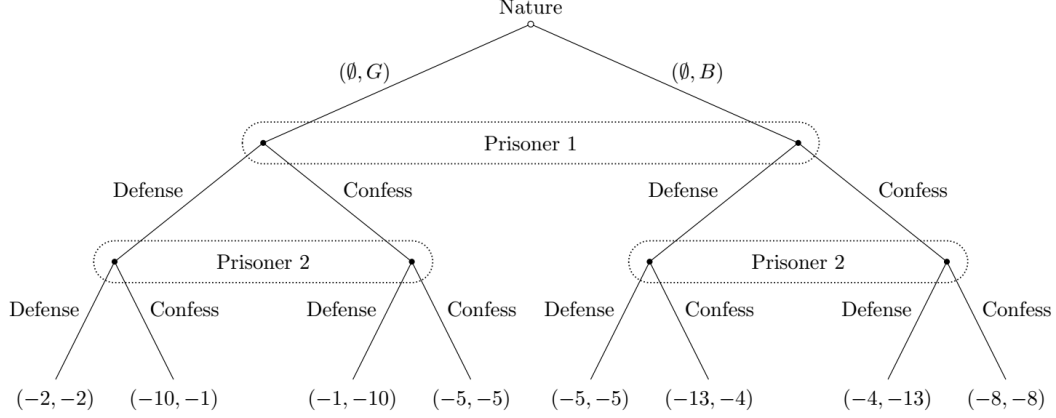 Nature
(∅, G) (∅, B)
Prisoner 1
Defense Confess Defense Confess
Prisoner 2 Prisoner 2
Defense Confess Defense Confess Defense Confess Defense Confess
(−2, −2) (−10, −1) (−1, −10) (−5, −5) (−5, −5) (−13, −4) (−4, −13) (−8, −8)